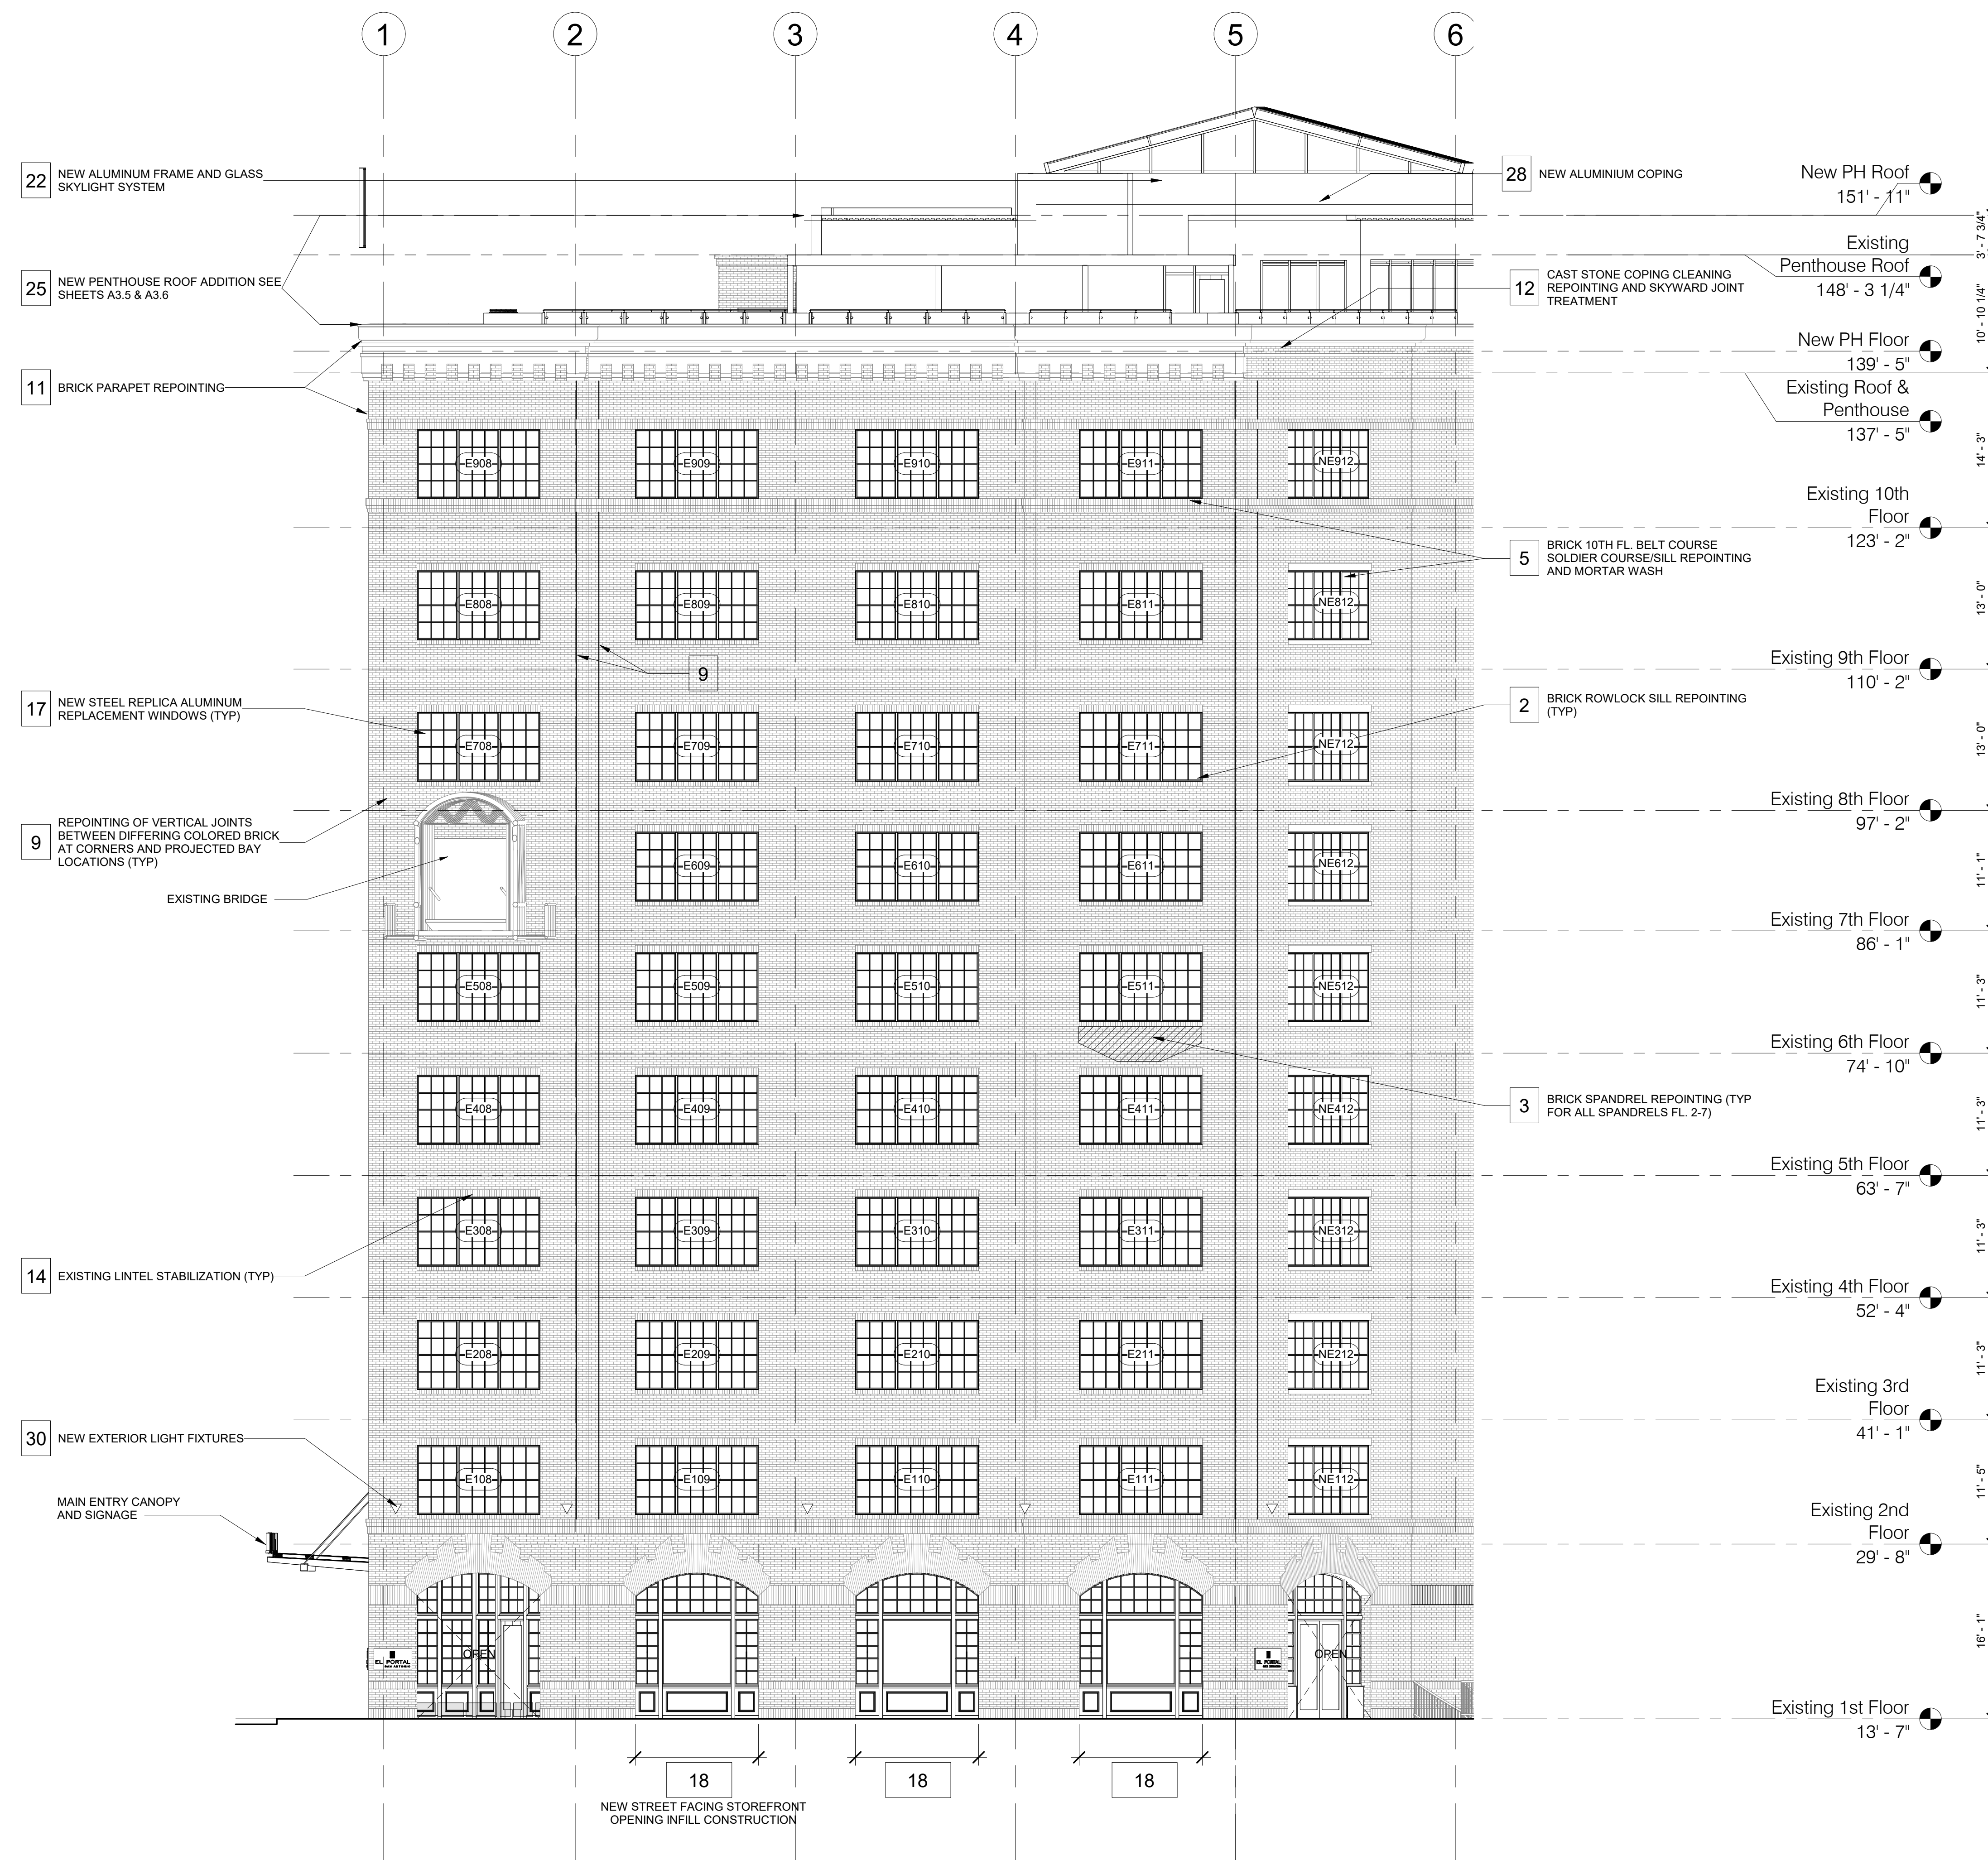 1
2
3
4
5
6
22
NEW ALUMINUM FRAME AND GLASS
SKYLIGHT SYSTEM
25
NEW PENTHOUSE ROOF ADDITION SEE
SHEETS A3.5 & A3.6
11
BRICK PARAPET REPOINTING
17
NEW STEEL REPLICA ALUMINUM
REPLACEMENT WINDOWS (TYP)
9
REPOINTING OF VERTICAL JOINTS
BETWEEN DIFFERING COLORED BRICK
AT CORNERS AND PROJECTED BAY
LOCATIONS (TYP)
EXISTING BRIDGE
14
EXISTING LINTEL STABILIZATION (TYP)
30
NEW EXTERIOR LIGHT FIXTURES
MAIN ENTRY CANOPY
AND SIGNAGE
E908
E909
E910
E911
NE912
E808
E809
E810
E811
NE812
9
E708
E709
E710
E711
NE712
E609
E610
E611
NE612
E508
E509
E510
E511
NE512
E408
E409
E410
E411
NE412
E308
E309
E310
E311
NE312
E208
E209
E210
E211
NE212
E108
E109
E110
E111
NE112
OPEN
OPEN
EL PORTAL
SAN ANTONIO
EL PORTAL
18
18
18
NEW STREET FACING STOREFRONT
OPENING INFILL CONSTRUCTION
28
NEW ALUMINIUM COPING
12
CAST STONE COPING CLEANING
REPOINTING AND SKYWARD JOINT
TREATMENT
5
BRICK 10TH FL. BELT COURSE
SOLDIER COURSE/SILL REPOINTING
AND MORTAR WASH
2
BRICK ROWLOCK SILL REPOINTING
(TYP)
3
BRICK SPANDREL REPOINTING (TYP
FOR ALL SPANDRELS FL. 2-7)
New PH Roof
151' - 11"
Existing
Penthouse Roof
148' - 3 1/4"
New PH Floor
139' - 5"
Existing Roof &
Penthouse
137' - 5"
Existing 10th
Floor
123' - 2"
Existing 9th Floor
110' - 2"
Existing 8th Floor
97' - 2"
Existing 7th Floor
86' - 1"
Existing 6th Floor
74' - 10"
Existing 5th Floor
63' - 7"
Existing 4th Floor
52' - 4"
Existing 3rd
Floor
41' - 1"
Existing 2nd
Floor
29' - 8"
Existing 1st Floor
13' - 7"
3' - 7 3/4"
10' - 10 1/4"
14' - 3"
13' - 0"
13' - 0"
11' - 1"
11' - 3"
11' - 3"
11' - 3"
11' - 3"
11' - 5"
16' - 1"